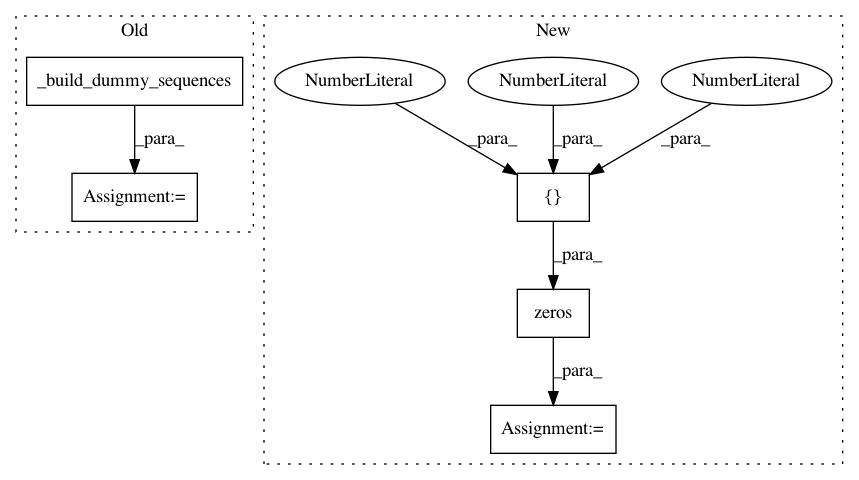 Old
New
_build_dummy_sequences
NumberLiteral
NumberLiteral
NumberLiteral
_para_
_para_
_para_
_para_
Assignment:=
{}
_para_
zeros
_para_
Assignment:=